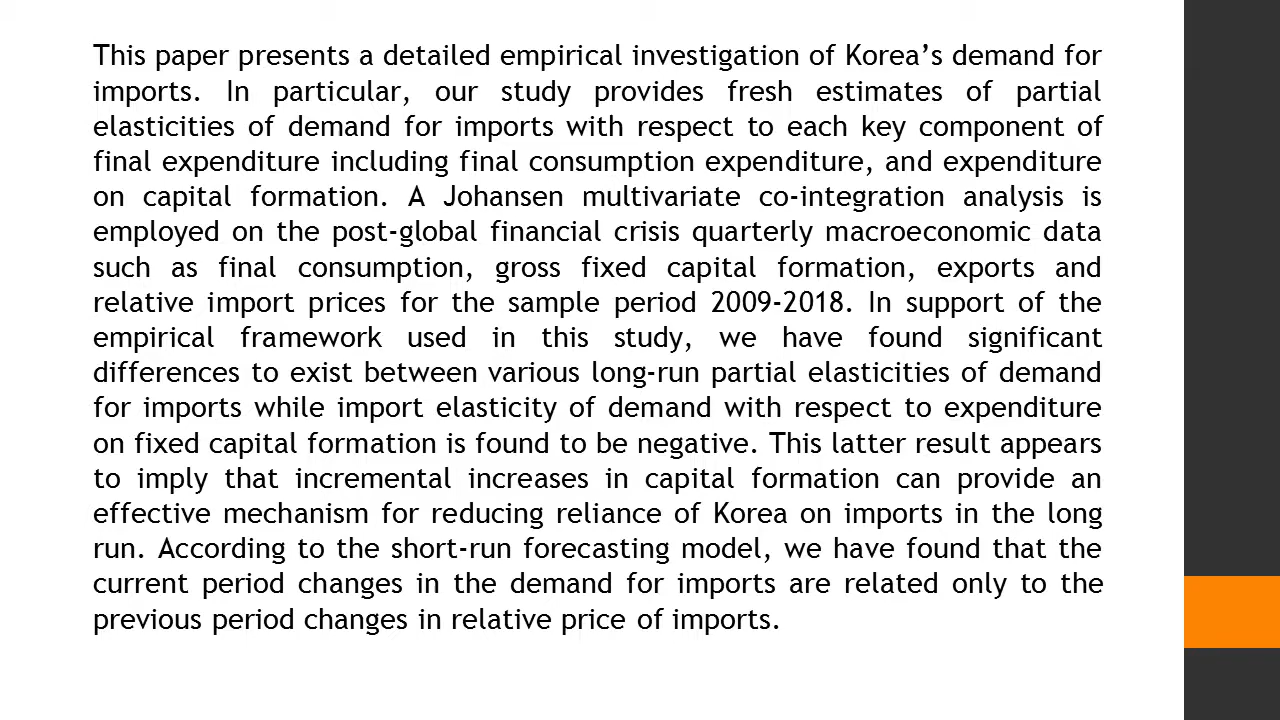 This paper presents a detailed empirical investigation of Korea’s demand for
imports. In particular, our study provides fresh estimates of partial
elasticities of demand for imports with respect to each key component of
final expenditure including final consumption expenditure, and expenditure
on capital formation. A Johansen multivariate co-integration analysis is
employed on the post-global financial crisis quarterly macroeconomic data
such as final consumption, gross fixed capital formation, exports and
relative import prices for the sample period 2009-2018. In support of the
empirical framework used in this study, we have found significant
differences to exist between various long-run partial elasticities of demand
for imports while import elasticity of demand with respect to expenditure
on fixed capital formation is found to be negative. This latter result appears
to imply that incremental increases in capital formation can provide an
effective mechanism for reducing reliance of Korea on imports in the long
run. According to the short-run forecasting model, we have found that the
current period changes in the demand for imports are related only to the
previous period changes in relative price of imports.